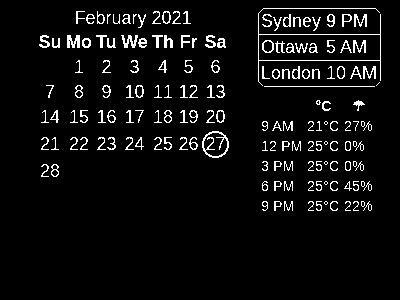 February 2021
Su Mo Tu We Th Fr Sa
1 2 3 4 5 6
7 8 9 10 11 12 13
14 15 16 17 18 19 20
21 22 23 24 25 26 27
28
Sydney 9 PM
Ottawa 5 AM
London 10 AM
°C ☂
9 AM 21°C 27%
12 PM 25°C 0%
3 PM 25°C 0%
6 PM 25°C 45%
9 PM 25°C 22%